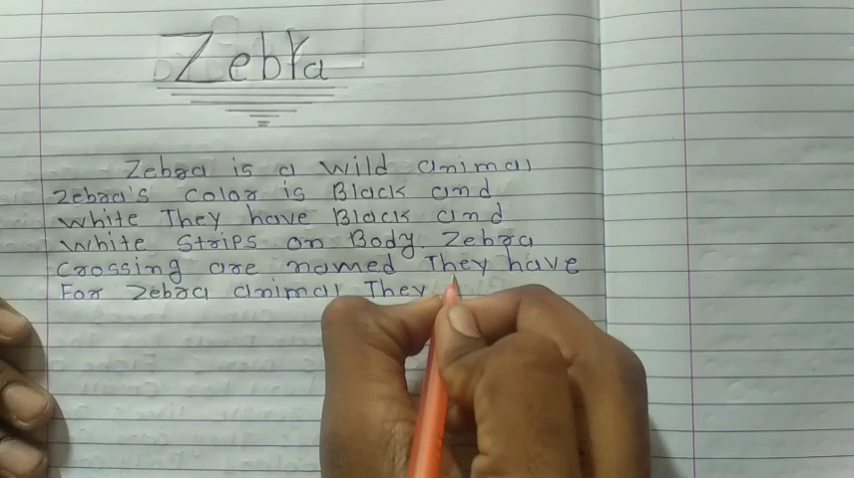 Zebra
Zebra is a wild animal
Zebra's color is Black and
white They have Black and
white Strips on Body. Zebra
Crossing are named They have
For Zebra animal They